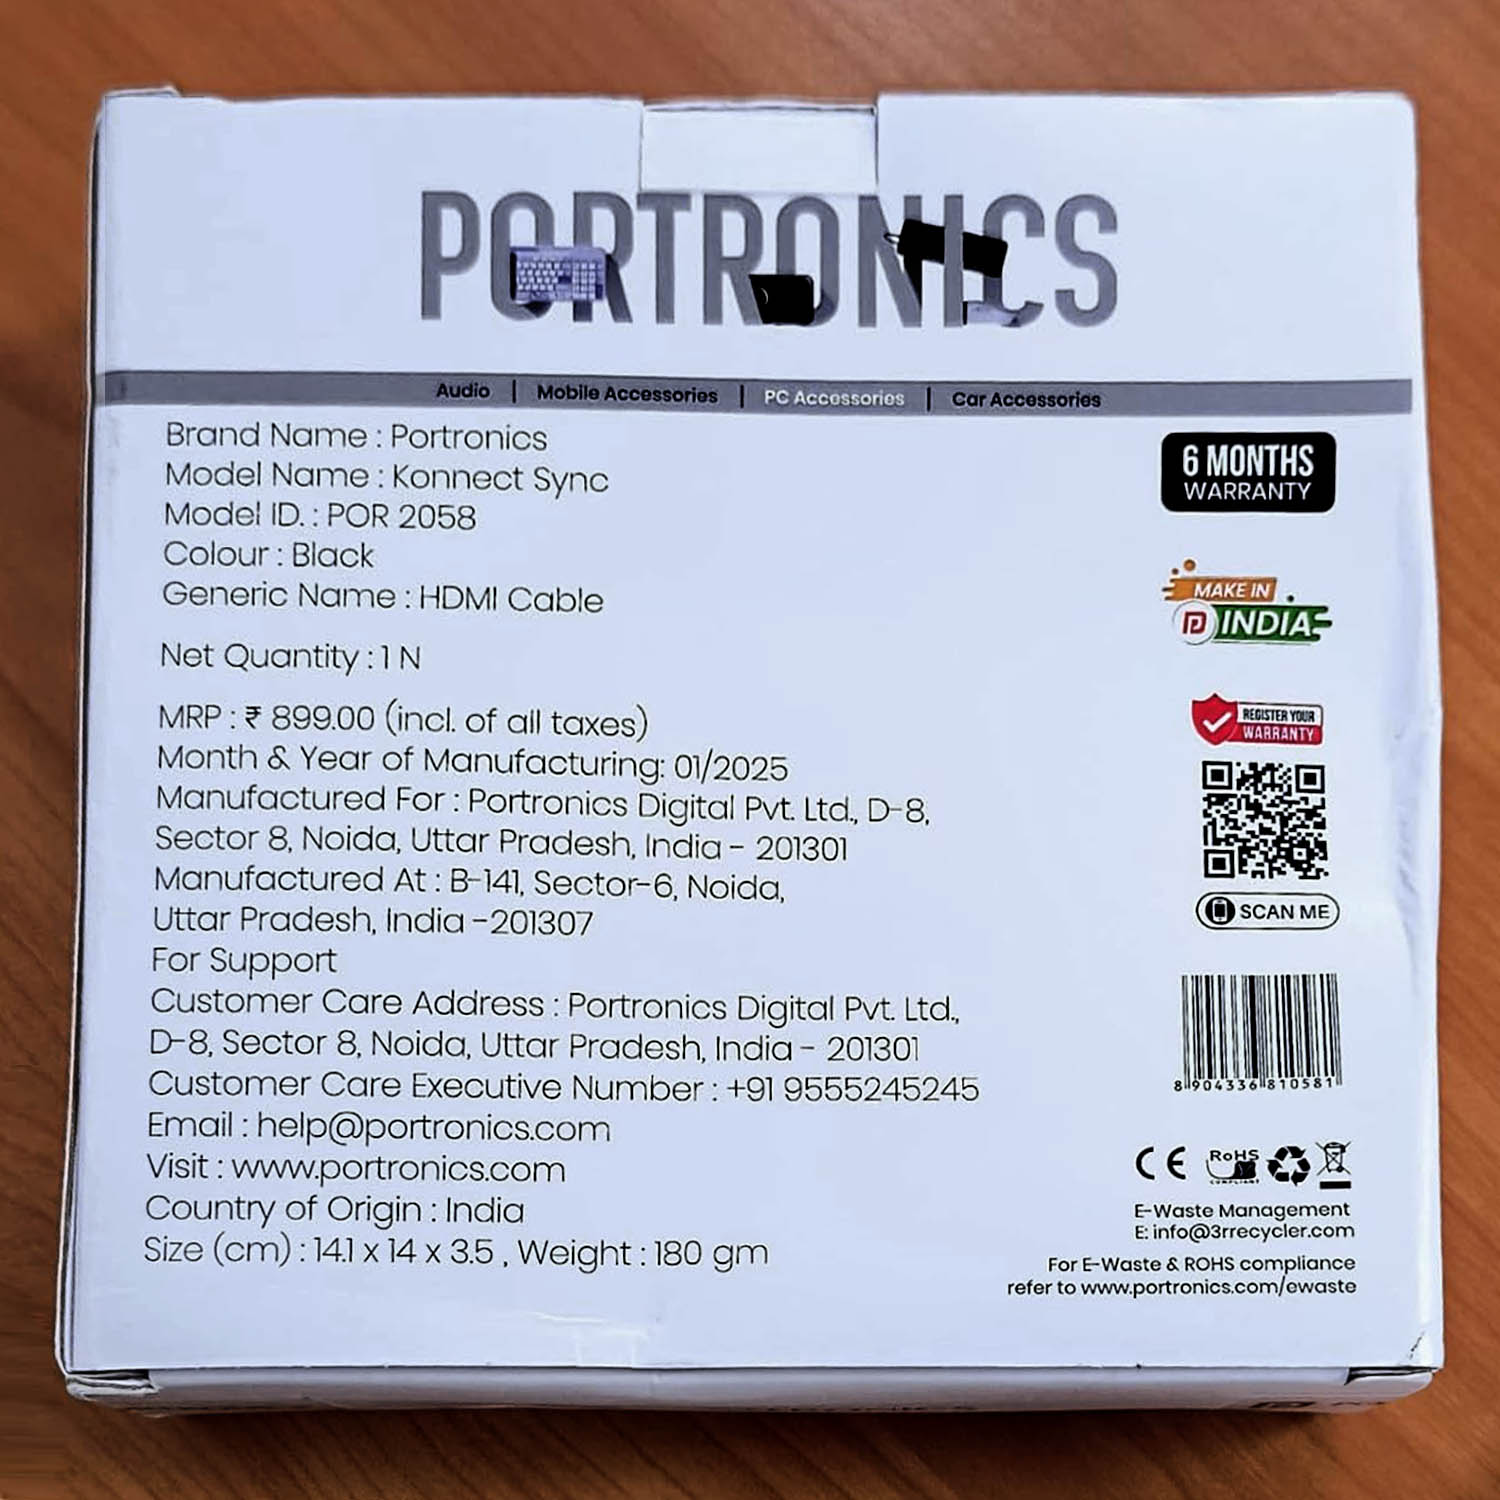 PORTRONICS
Audio | Mobile Accessories | PC Accessories | Car Accessories
Brand Name : Portronics
Model Name : Konnect Sync
Model ID. : POR 2058
Colour : Black
Generic Name : HDMI Cable
Net Quantity : 1 N
MRP : ₹ 899.00 (incl. of all taxes)
Month & Year of Manufacturing: 01/2025
Manufactured For : Portronics Digital Pvt. Ltd., D-8,
Sector 8, Noida, Uttar Pradesh, India - 201301
Manufactured At : B-141, Sector-6, Noida,
Uttar Pradesh, India -201307
For Support
Customer Care Address : Portronics Digital Pvt. Ltd.,
D-8, Sector 8, Noida, Uttar Pradesh, India - 201301
Customer Care Executive Number : +91 9555245245
Email : help@portronics.com
Visit : www.portronics.com
Country of Origin : India
Size (cm) : 14.1 x 14 x 3.5 , Weight : 180 gm
6 MONTHS
WARRANTY
MAKE IN
INDIA
REGISTER YOUR
WARRANTY
SCAN ME
8 904336 810581
CE RoHS
COMPLIANT
E-Waste Management
E: info@3rrecycler.com
For E-Waste & ROHS compliance
refer to www.portronics.com/ewaste